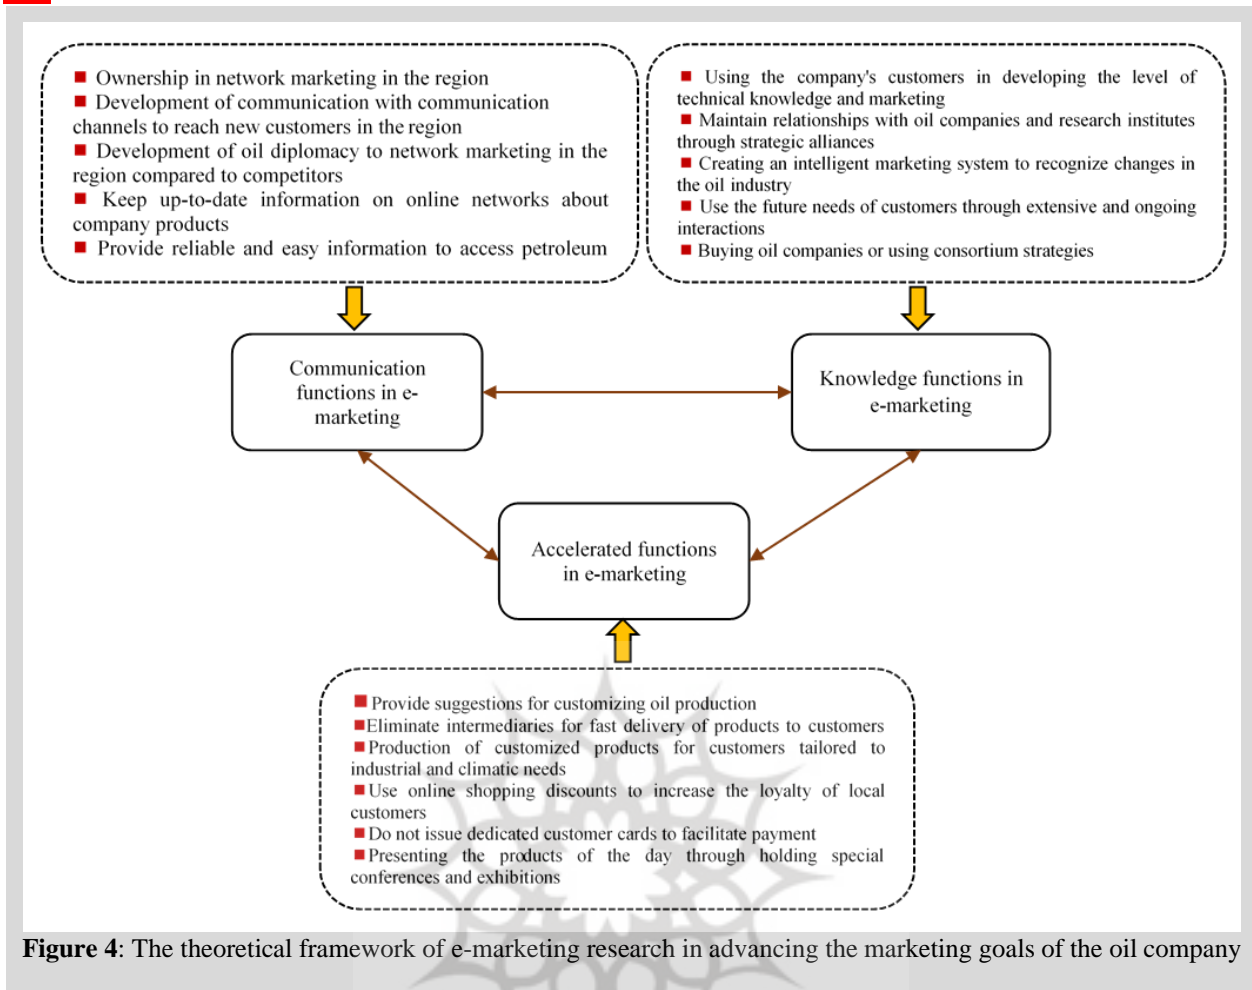 ■ Ownership in network marketing in the region
■ Development of communication with communication
channels to reach new customers in the region
■ Development of oil diplomacy to network marketing in the
region compared to competitors
■ Keep up-to-date information on online networks about
company products
■ Provide reliable and easy information to access petroleum
■ Using the company's customers in developing the level of
technical knowledge and marketing
■ Maintain relationships with oil companies and research institutes
through strategic alliances
■ Creating an intelligent marketing system to recognize changes in
the oil industry
■ Use the future needs of customers through extensive and ongoing
interactions
■ Buying oil companies or using consortium strategies
Communication
functions in e-
marketing
Knowledge functions in
e-marketing
Accelerated functions
in e-marketing
■ Provide suggestions for customizing oil production
■ Eliminate intermediaries for fast delivery of products to customers
■ Production of customized products for customers tailored to
industrial and climatic needs
■ Use online shopping discounts to increase the loyalty of local
customers
■ Do not issue dedicated customer cards to facilitate payment
■ Presenting the products of the day through holding special
conferences and exhibitions
Figure 4: The theoretical framework of e-marketing research in advancing the marketing goals of the oil company